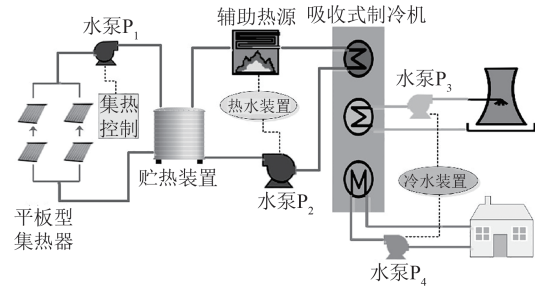 水泵P1
辅助热源
吸收式制冷机
集热
控制
热水装置
水泵P3
贮热装置
水泵P2
冷水装置
平板型
集热器
水泵P4
M